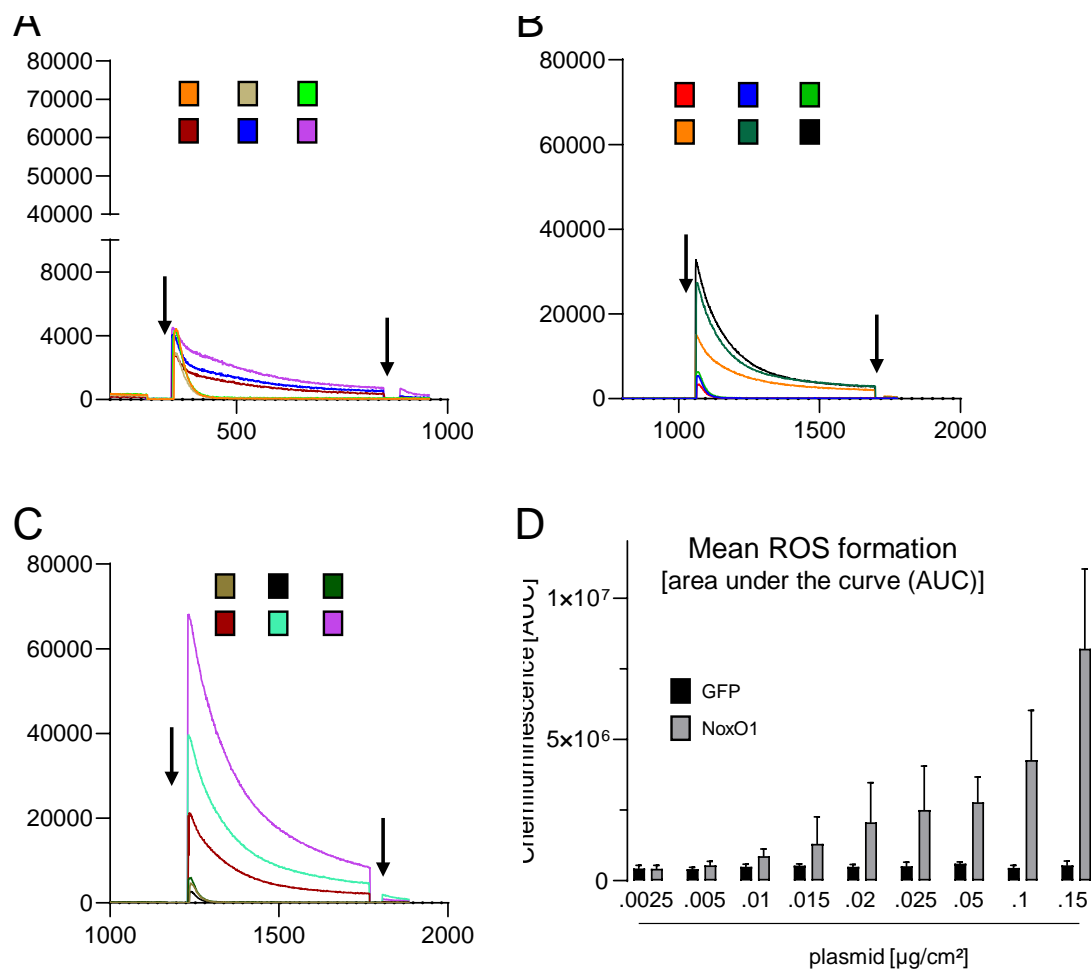 A
80000
70000
60000
50000
40000
8000
4000
0
500
1000
B
80000
60000
40000
20000
0
1000
1500
2000
C
80000
60000
40000
20000
0
1000
1500
2000
D
Mean ROS formation
[area under the curve (AUC)]
Chemiluminescence [AUC]
1×10⁷
5×10⁶
0
GFP
NoxO1
.0025 .005 .01 .015 .02 .025 .05 .1 .15
plasmid [µg/cm²]